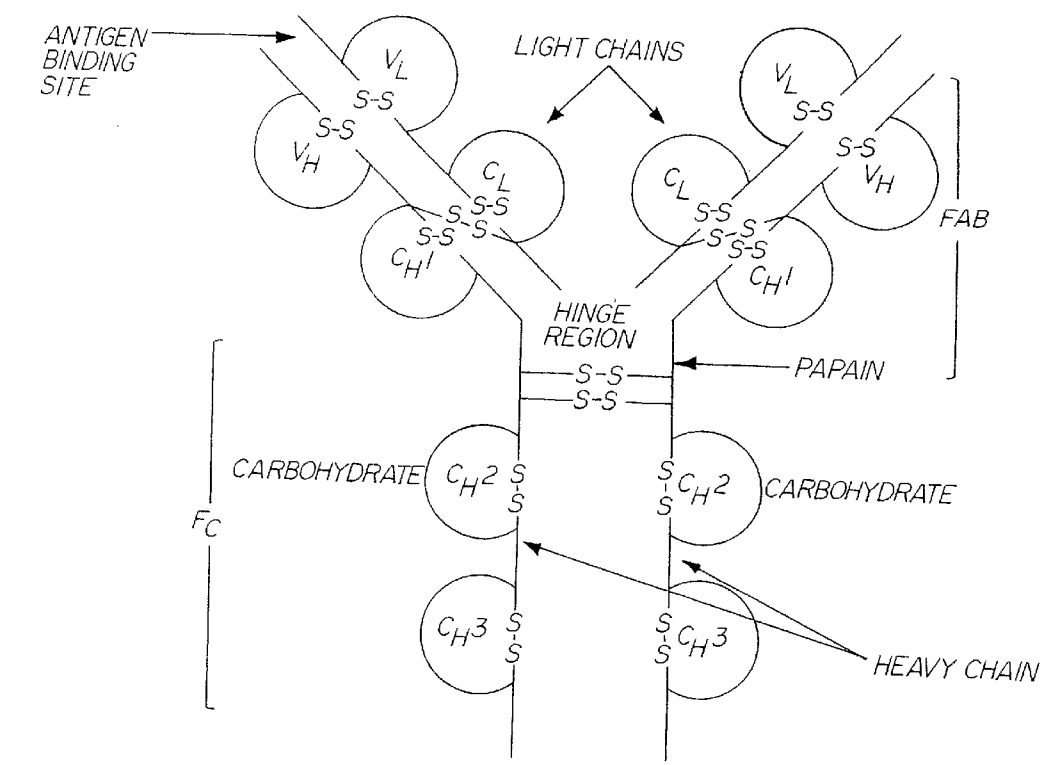 ANTIGEN
BINDING
SITE
LIGHT CHAINS
V_L
V_L
S-S
S-S
S-S
S-S
V_H
V_H
C_L
C_L
FAB
S-S
S-S
S-S
S-S
S-S
S-S
C_H1
C_H1
HINGE
REGION
S-S
PAPAIN
S-S
CARBOHYDRATE
C_H2
S-S
S-S
C_H2
CARBOHYDRATE
F_C
C_H3
S-S
S-S
C_H3
HEAVY CHAIN